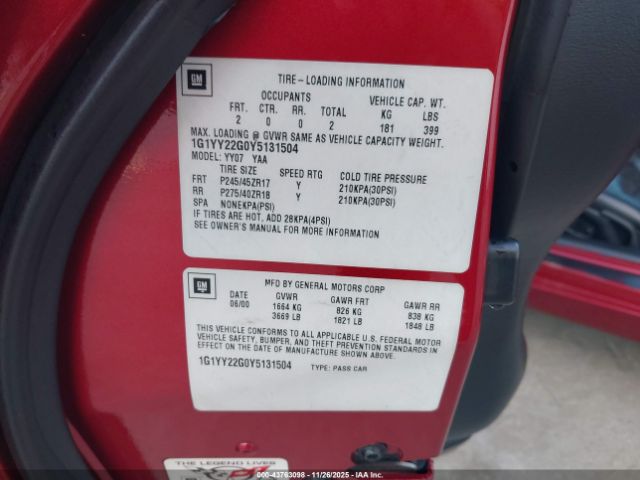 GM
TIRE-LOADING INFORMATION
OCCUPANTS VEHICLE CAP. WT.
FRT. CTR. RR. TOTAL KG LBS
2 0 0 2 181 399
MAX. LOADING @ GVWR SAME AS VEHICLE CAPACITY WEIGHT.
1G1YY22G0Y5131504
MODEL: YY07 YAA
TIRE SIZE SPEED RTG COLD TIRE PRESSURE
FRT P245/45ZR17 Y 210KPA(30PSI)
RR P275/40ZR18 Y 210KPA(30PSI)
SPA NONEKPA(PSI)
IF TIRES ARE HOT, ADD 28KPA(4PSI)
SEE OWNER'S MANUAL FOR MORE INFORMATION
GM
MFD BY GENERAL MOTORS CORP
DATE GVWR GAWR FRT GAWR RR
06/00 1664 KG 826 KG 838 KG
3669 LB 1821 LB 1848 LB
THIS VEHICLE CONFORMS TO ALL APPLICABLE U.S. FEDERAL MOTOR
VEHICLE SAFETY, BUMPER, AND THEFT PREVENTION STANDARDS IN
EFFECT ON THE DATE OF MANUFACTURE SHOWN ABOVE.
1G1YY22G0Y5131504 TYPE: PASS CAR
THE LEGEND LIVES
000-43763098 - 11/26/2025 - IAAI.COM